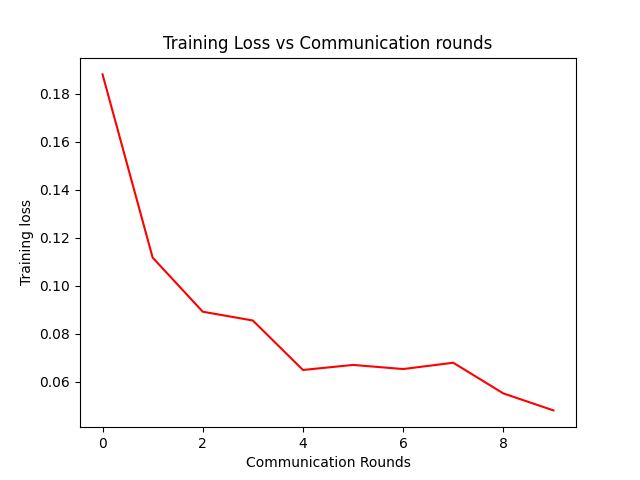 Training Loss vs Communication rounds
0.18
0.16
0.14
0.12
0.10
0.08
0.06
Training loss
0 2 4 6 8
Communication Rounds